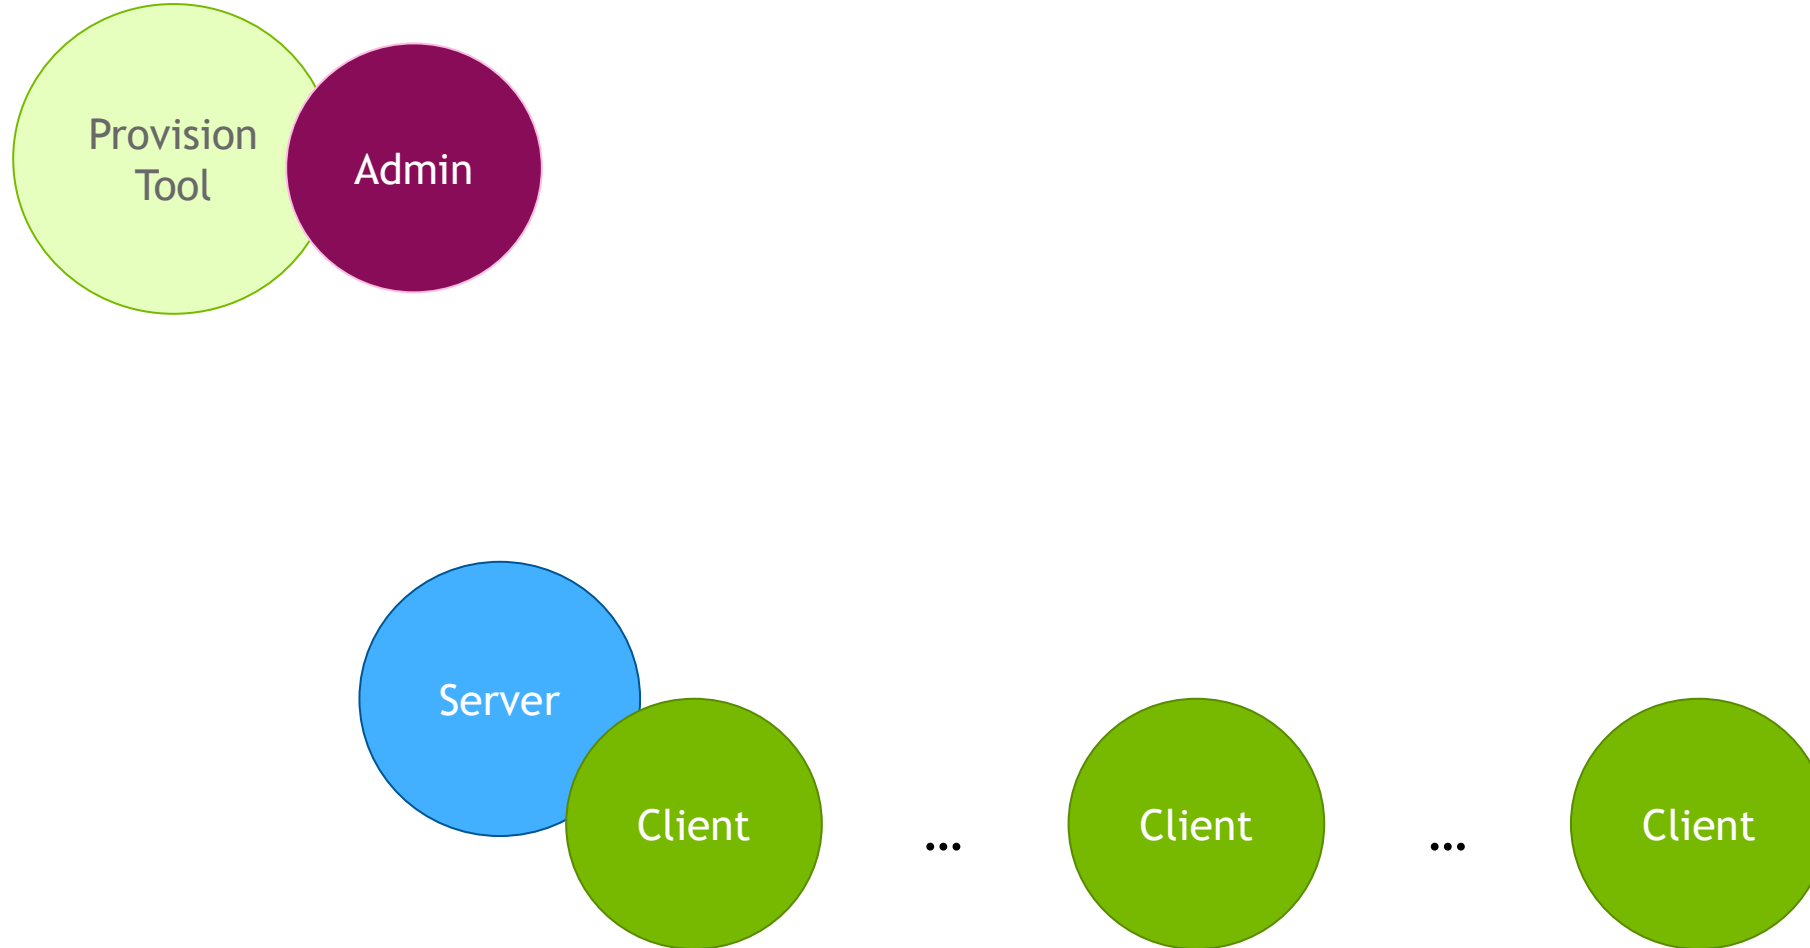 Provision
Tool
Admin
Server
Client
...
Client
...
Client